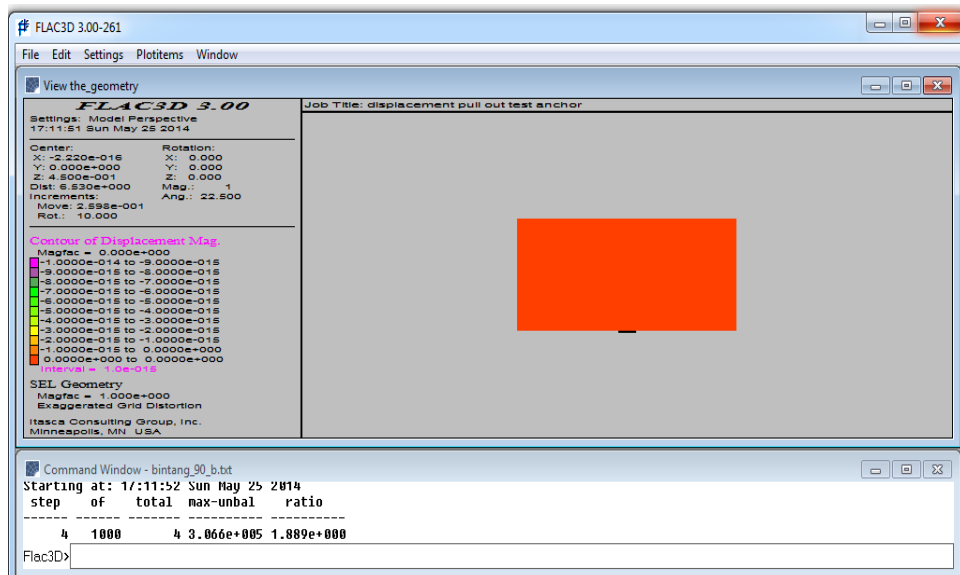 FLAC3D 3.00-261
File Edit Settings Plotitems Window
View the_geometry
FLAC3D 3.00
Settings: Model Perspective
17:11:51 Sun May 25 2014
Center: Rotation:
X: -2.220e-016 X: 0.000
Y: 0.000e+000 Y: 0.000
Z: 4.500e-001 Z: 0.000
Dist: 6.530e+000 Mag.: 1
Increments: Ang.: 22.500
Move: 2.598e-001
Rot.: 10.000
Contour of Displacement Mag.
Magfac = 0.000e+000
-1.0000e-014 to -9.0000e-015
-9.0000e-015 to -8.0000e-015
-8.0000e-015 to -7.0000e-015
-7.0000e-015 to -6.0000e-015
-6.0000e-015 to -5.0000e-015
-5.0000e-015 to -4.0000e-015
-4.0000e-015 to -3.0000e-015
-3.0000e-015 to -2.0000e-015
-2.0000e-015 to -1.0000e-015
-1.0000e-015 to 0.0000e+000
0.0000e+000 to 0.0000e+000
Interval = 1.0e-015
SEL Geometry
Magfac = 1.000e+000
Exaggerated Grid Distortion
Itasca Consulting Group, Inc.
Minneapolis, MN USA
Job Title: displacement pull out test anchor
Command Window - bintang_90_b.txt
Starting at: 17:11:52 Sun May 25 2014
step of total max-unbal ratio
------ ------ ------- ---------- ----------
4 1000 4 3.066e+005 1.889e+000
Flac3D>